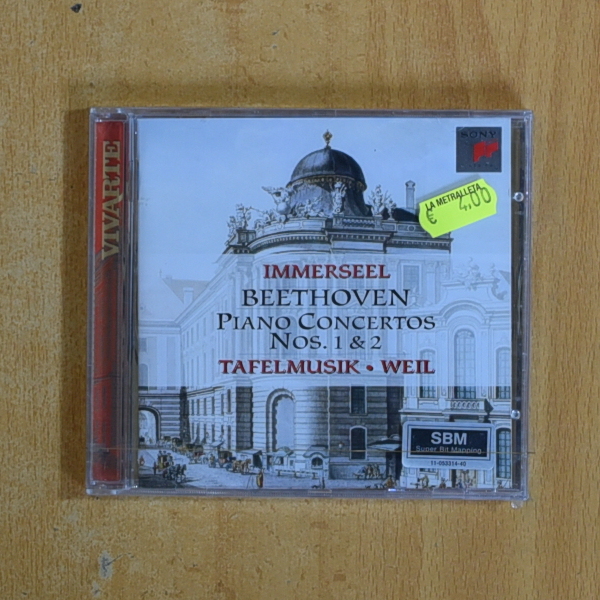 VIVARTE
SONY
LA METRALLETA
€ 4,00
IMMERSEEL
BEETHOVEN
PIANO CONCERTOS
NOS. 1 & 2
TAFELMUSIK • WEIL
SBM
Super Bit Mapping